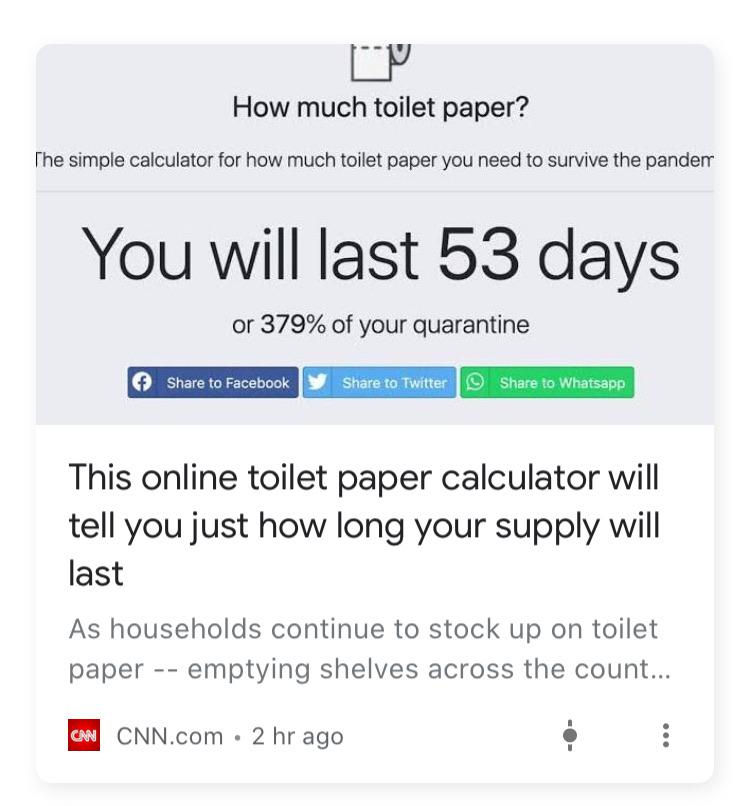 How much toilet paper?
The simple calculator for how much toilet paper you need to survive the pandem
You will last 53 days
or 379% of your quarantine
Share to Facebook
Share to Twitter
Share to Whatsapp
This online toilet paper calculator will
tell you just how long your supply will
last
As households continue to stock up on toilet
paper -- emptying shelves across the count...
CNN
CNN.com • 2 hr ago